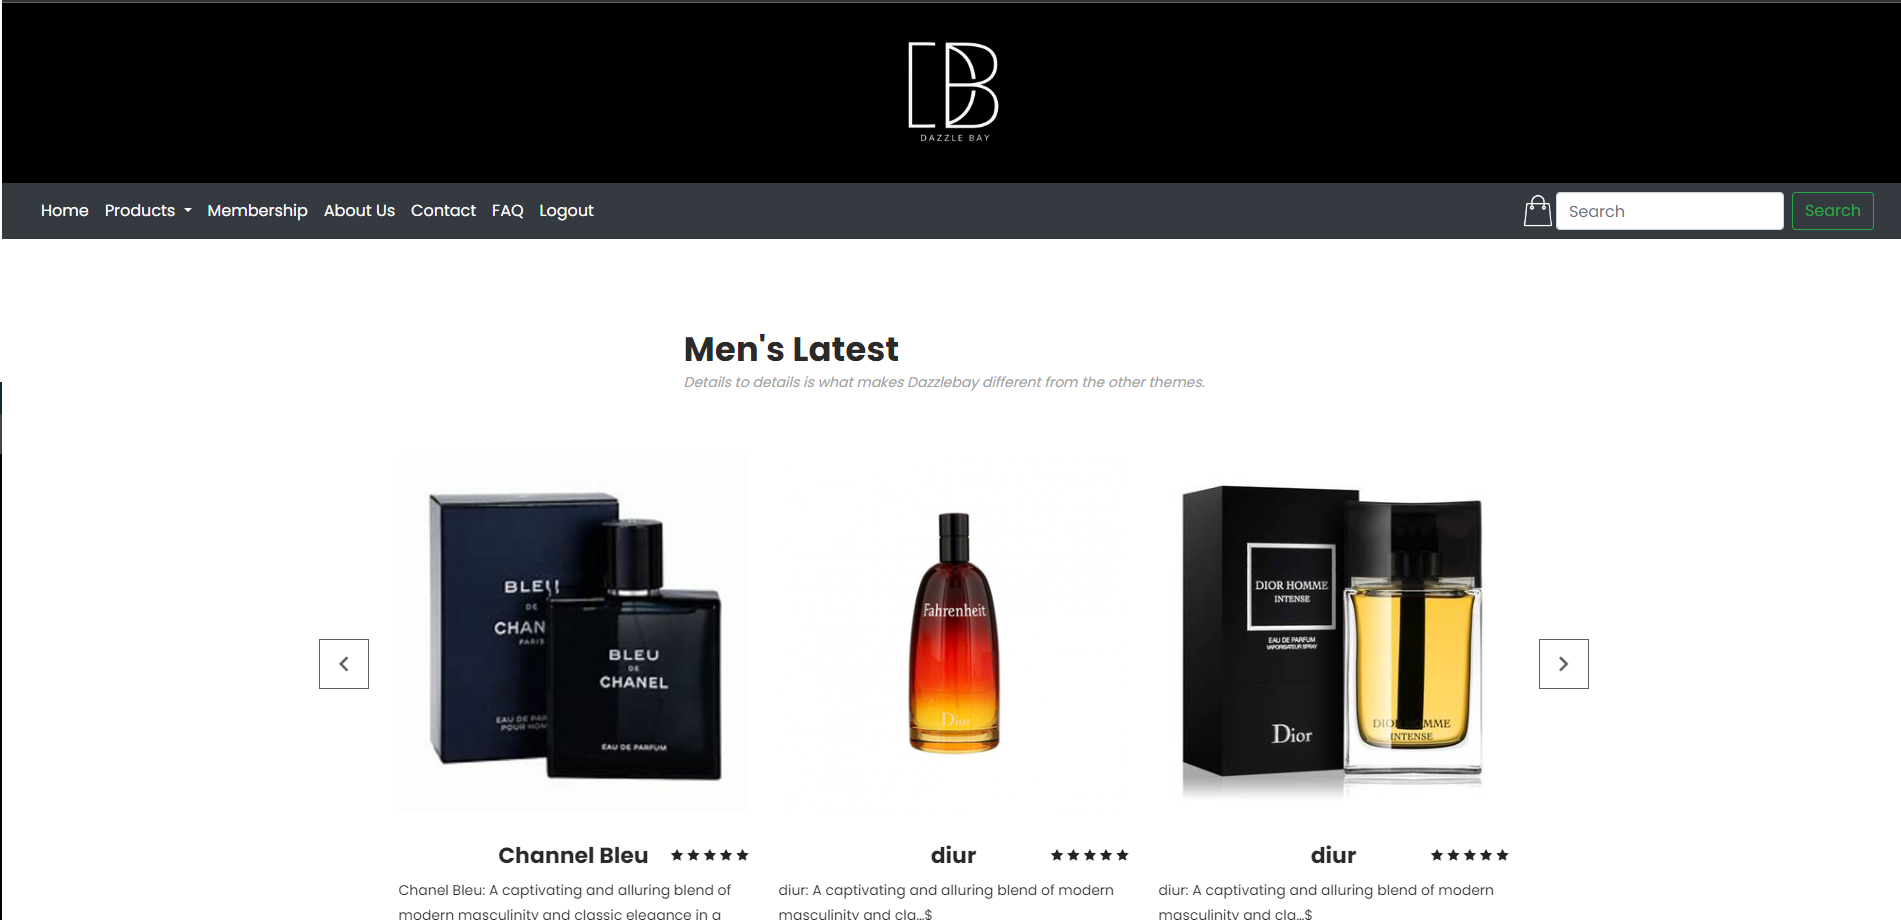 DAZZLE BAY
Home Products Membership About Us Contact FAQ Logout Search Search
Men's Latest
Details to details is what makes Dazzlebay different from the other themes.
BLEU
DE
CHAN
PARIS
EAU DE PAR
POUR HOM
BLEU
DE
CHANEL
EAU DE PARFUM
Fahrenheit
Dior
DIOR HOMME
INTENSE
EAU DE PARFUM
VAPORISATEUR SPRAY
Dior
DIOR HOMME
INTENSE
Channel Bleu
Chanel Bleu: A captivating and alluring blend of
modern masculinity and classic elegance in a
diur
diur: A captivating and alluring blend of modern
masculinity and cla...$
diur
diur: A captivating and alluring blend of modern
masculinity and cla...$